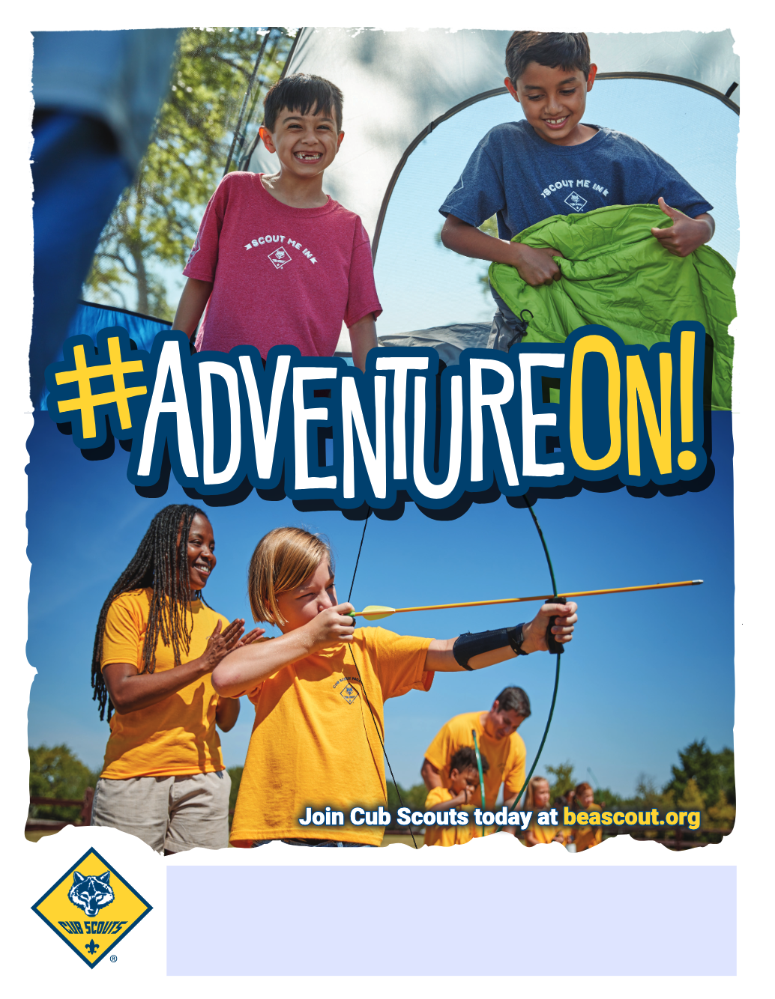 SCOUT ME IN
SCOUT ME IN
#ADVENTUREON!
Join Cub Scouts today at beascout.org
CUB SCOUTS
®